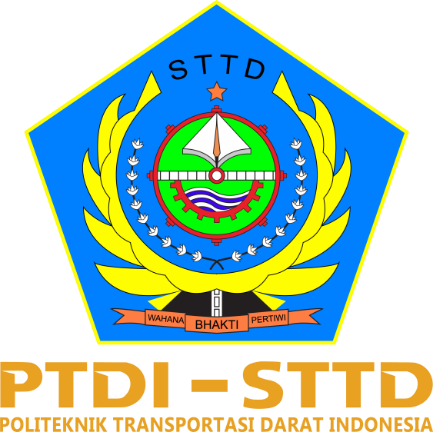 STTD
WAHANA BHAKTI PERTIWI
PTDI – STTD
POLITEKNIK TRANSPORTASI DARAT INDONESIA